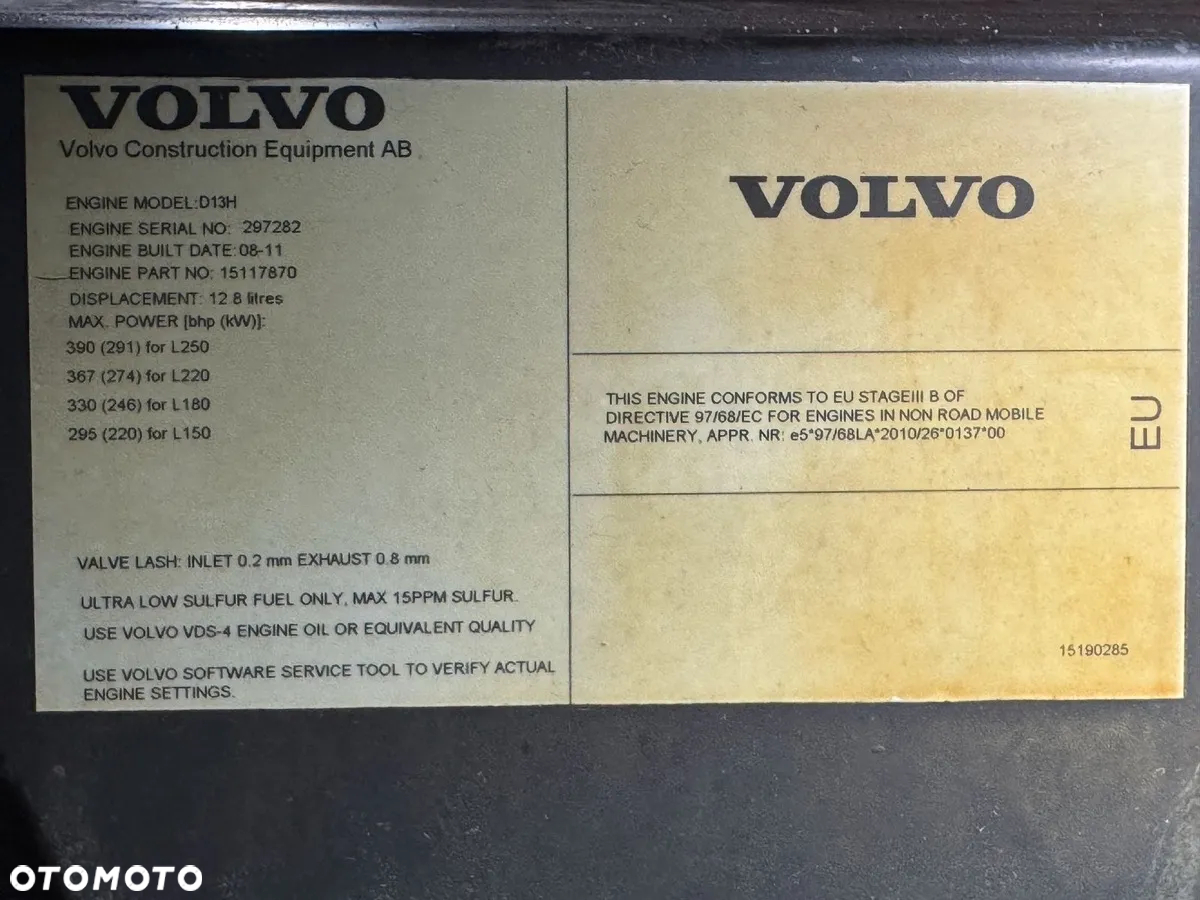 VOLVO
Volvo Construction Equipment AB
ENGINE MODEL:D13H
ENGINE SERIAL NO: 297282
ENGINE BUILT DATE:08-11
ENGINE PART NO: 15117870
DISPLACEMENT: 12 8 litres
MAX. POWER [bhp (kW)]:
390 (291) for L250
367 (274) for L220
330 (246) for L180
295 (220) for L150
VALVE LASH: INLET 0.2 mm EXHAUST 0.8 mm
ULTRA LOW SULFUR FUEL ONLY, MAX 15PPM SULFUR.
USE VOLVO VDS-4 ENGINE OIL OR EQUIVALENT QUALITY
USE VOLVO SOFTWARE SERVICE TOOL TO VERIFY ACTUAL
ENGINE SETTINGS.
VOLVO
THIS ENGINE CONFORMS TO EU STAGEIII B OF
DIRECTIVE 97/68/EC FOR ENGINES IN NON ROAD MOBILE
MACHINERY, APPR. NR: e5*97/68LA*2010/26*0137*00
EU
15190285
OTOMOTO